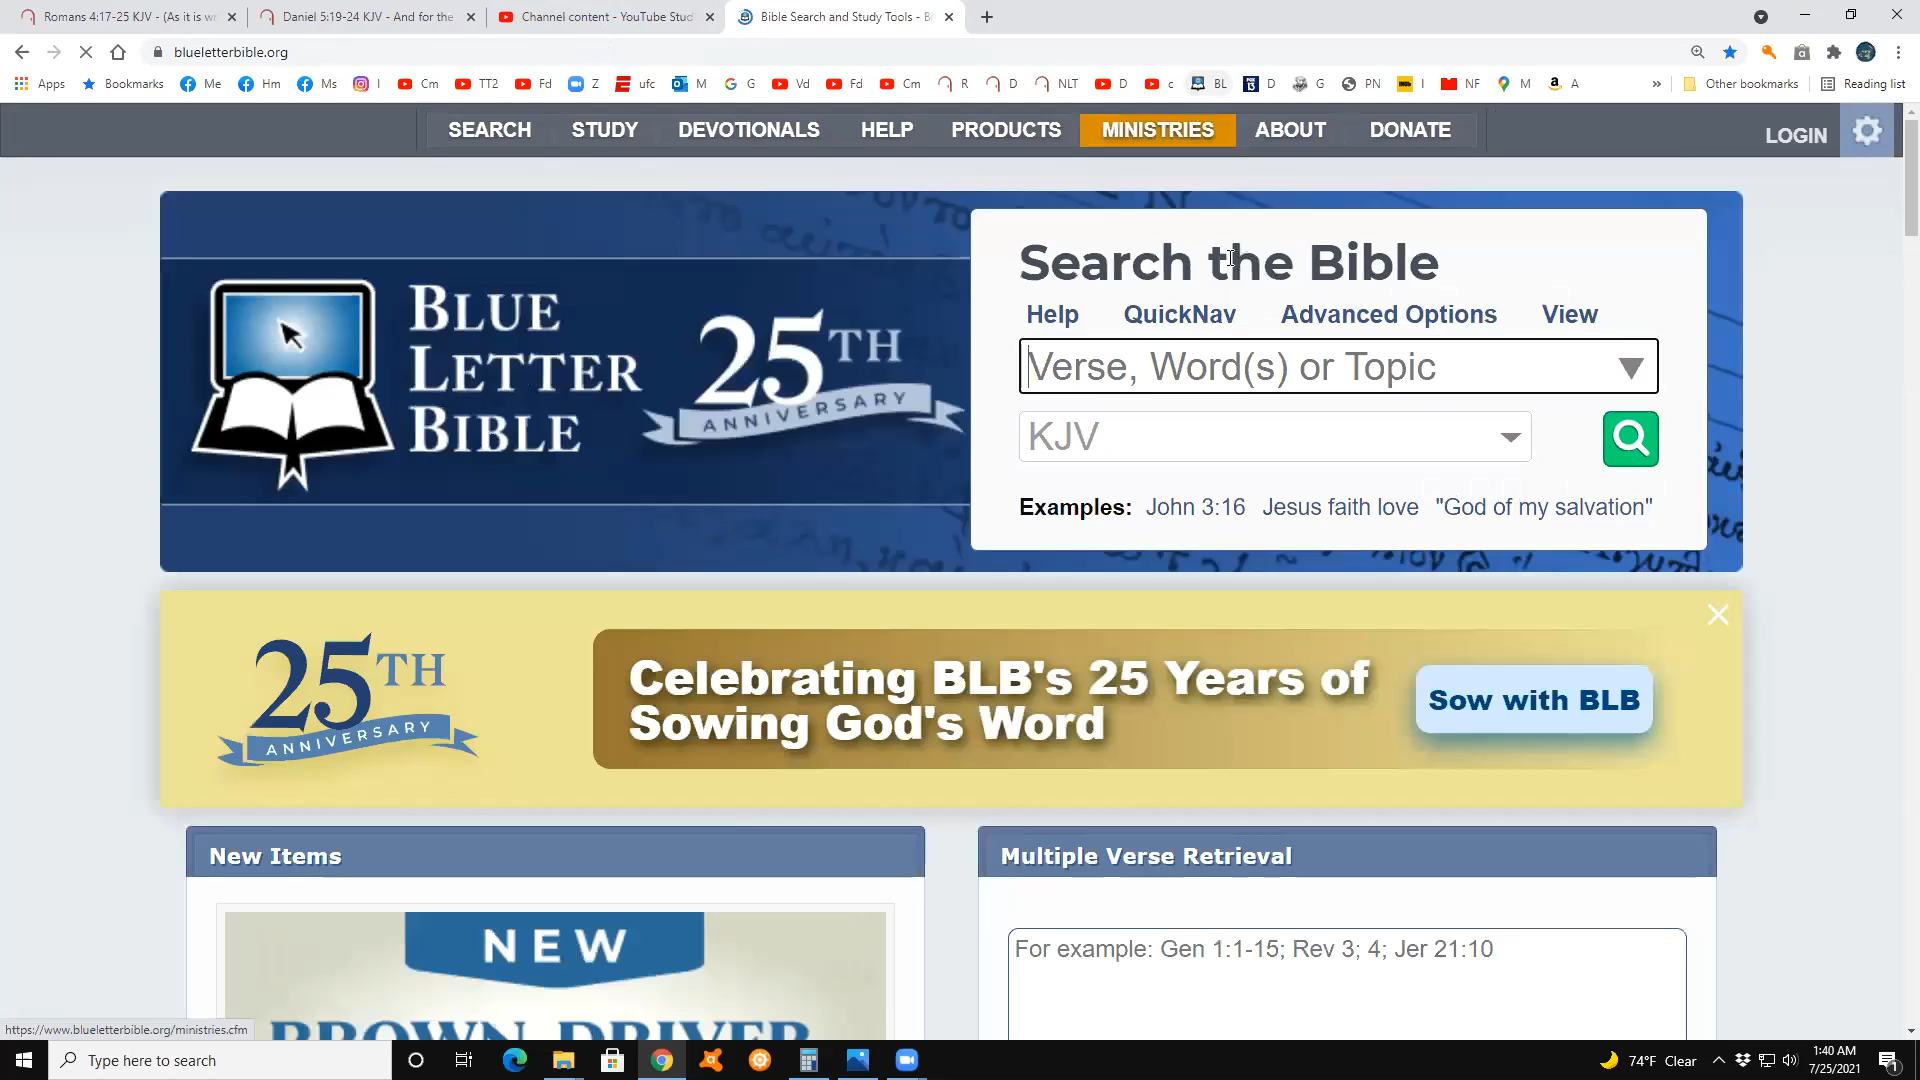 Romans 4:17-25 KJV - (As it is wr
Daniel 5:19-24 KJV - And for the
Channel content - YouTube Stud
Bible Search and Study Tools - B
blueletterbible.org
Apps
Bookmarks
Me
Hm
Ms
I
Cm
TT2
Fd
Z
ufc
M
G
Vd
Fd
Cm
R
D
NLT
D
c
BL
D
G
PN
I
NF
M
A
»
Other bookmarks
Reading list
SEARCH
STUDY
DEVOTIONALS
HELP
PRODUCTS
MINISTRIES
ABOUT
DONATE
LOGIN
BLUE
LETTER
BIBLE
25TH
ANNIVERSARY
Search the Bible
Help
QuickNav
Advanced Options
View
Verse, Word(s) or Topic
KJV
Examples: John 3:16 Jesus faith love "God of my salvation"
25TH
ANNIVERSARY
Celebrating BLB's 25 Years of
Sowing God's Word
Sow with BLB
New Items
Multiple Verse Retrieval
NEW
BROWN DRIVER
For example: Gen 1:1-15; Rev 3; 4; Jer 21:10
https://www.blueletterbible.org/ministries.cfm
Type here to search
74°F Clear
1:40 AM
7/25/2021
1